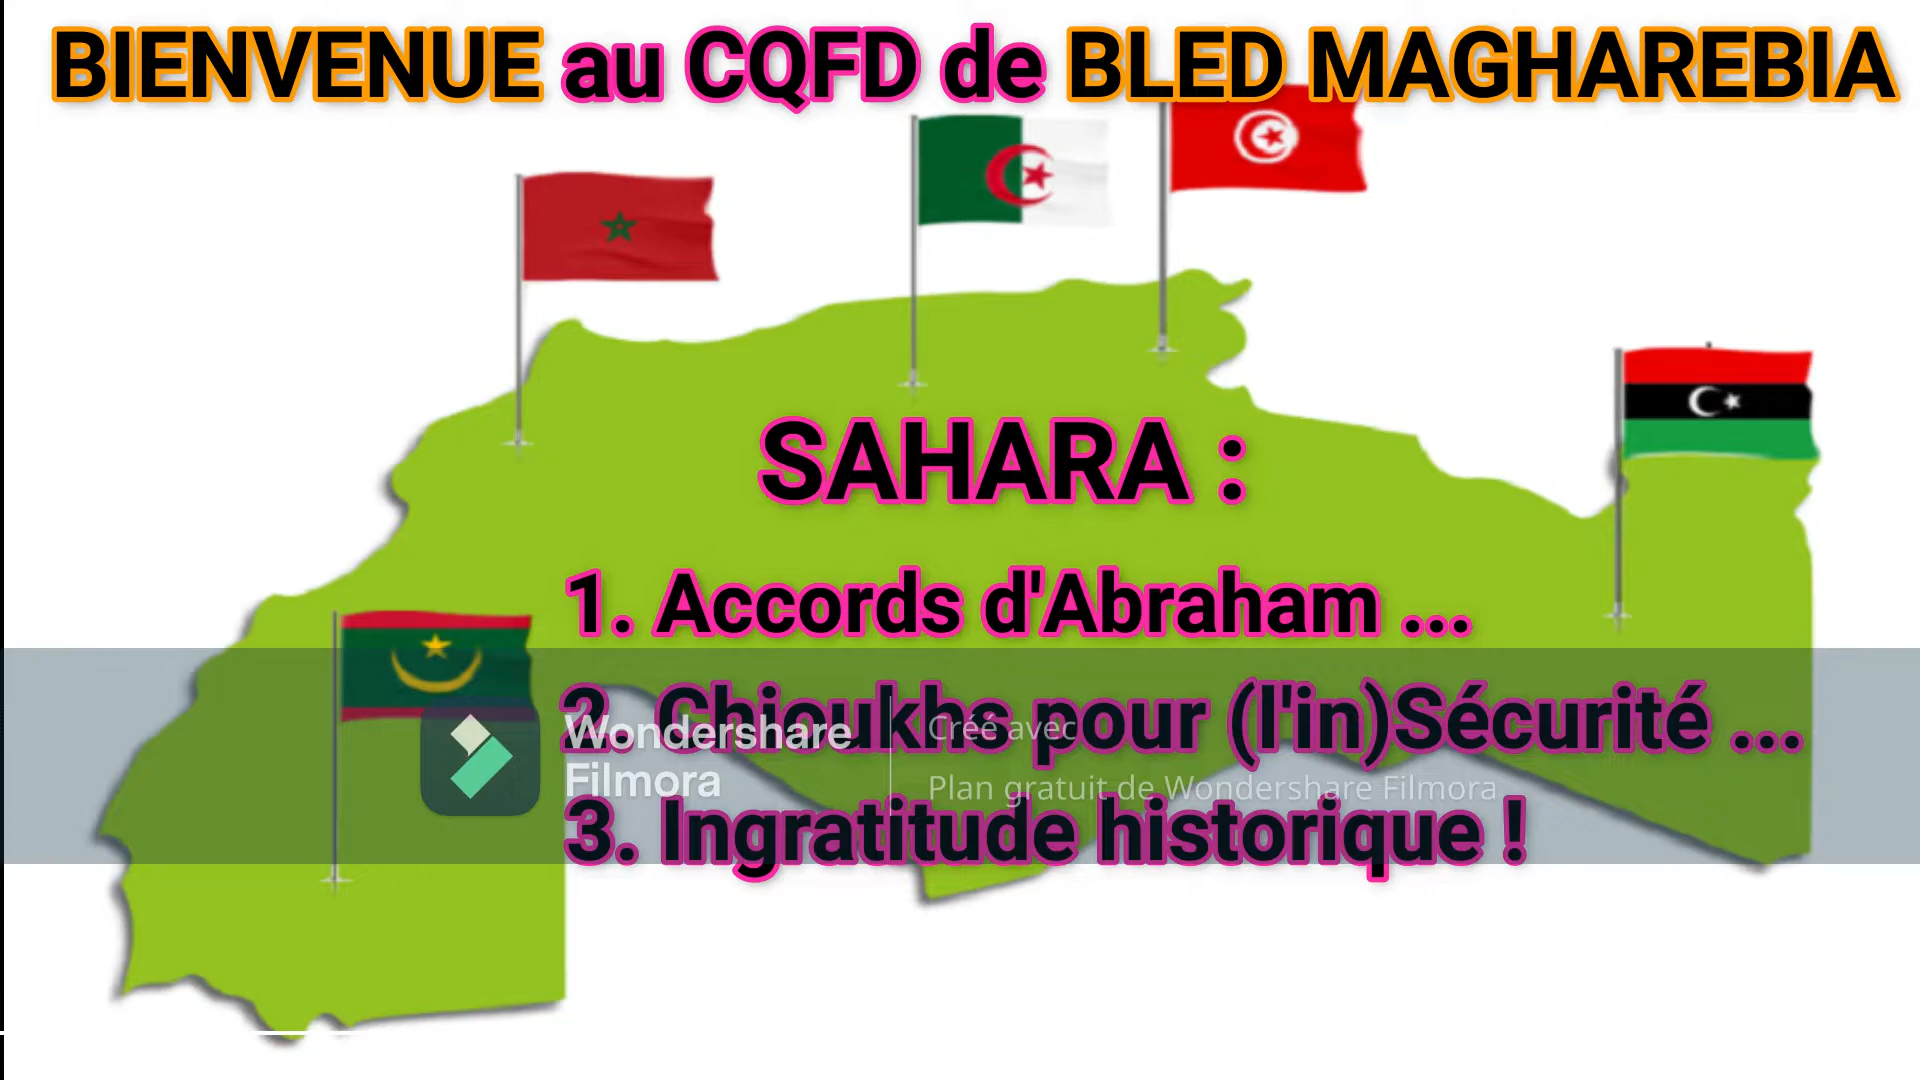 BIENVENUE au CQFD de BLED MAGHAREBIA
SAHARA :
1. Accords d'Abraham ...
2. Chioukhs pour (l'in)Sécurité ...
Wondershare
Filmora
Créé avec
Plan gratuit de Wondershare Filmora
3. Ingratitude historique !